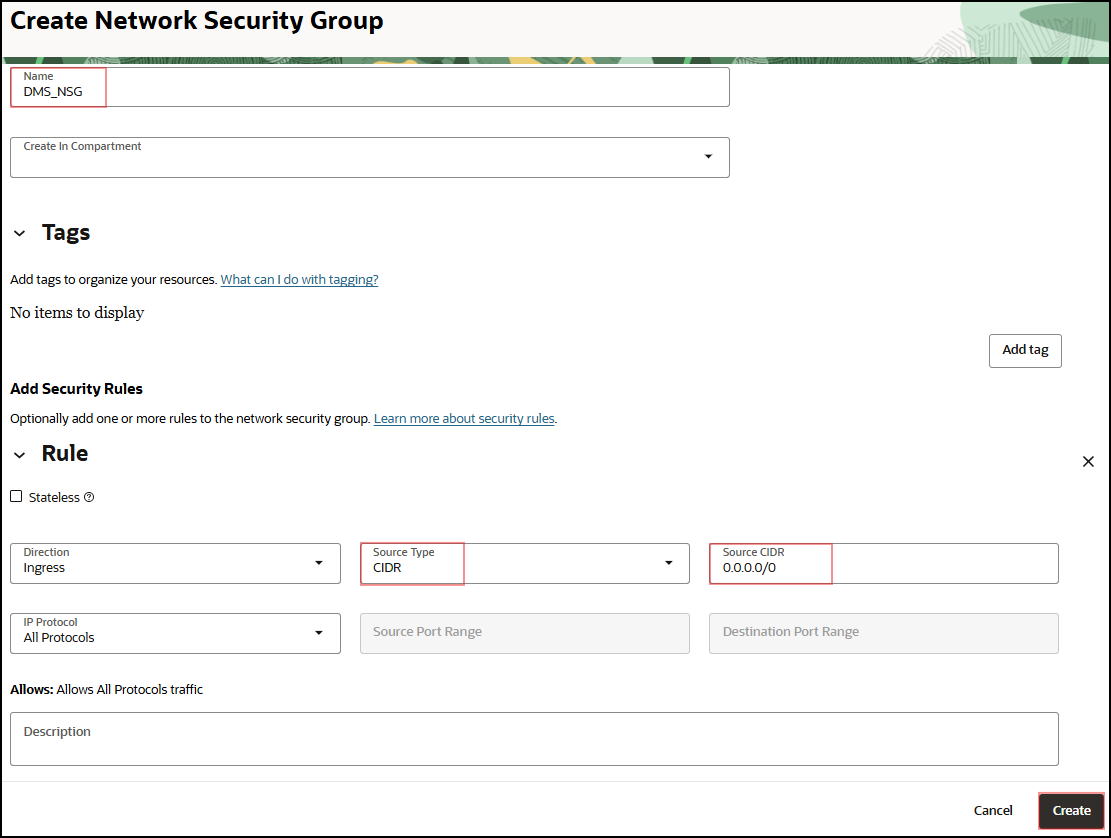 Create Network Security Group
Name
DMS_NSG
Create In Compartment
Tags
Add tags to organize your resources. What can I do with tagging?
No items to display
Add tag
Add Security Rules
Optionally add one or more rules to the network security group. Learn more about security rules.
Rule
Stateless
Direction
Ingress
Source Type
CIDR
Source CIDR
0.0.0.0/0
IP Protocol
All Protocols
Source Port Range
Destination Port Range
Allows: Allows All Protocols traffic
Description
Cancel
Create